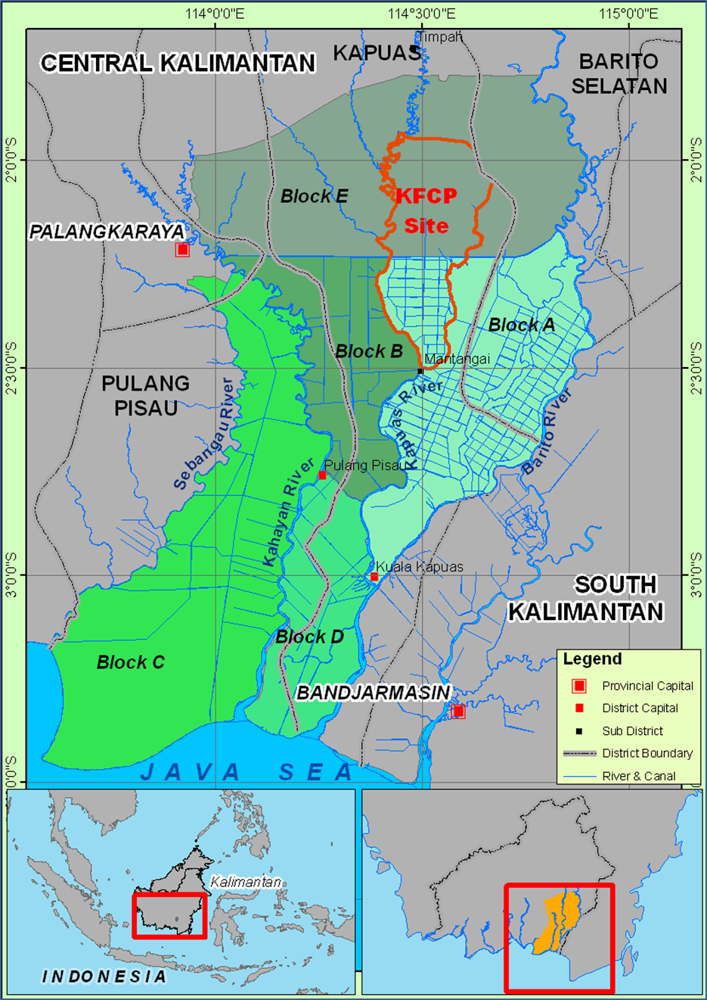 114°0'0"E
114°30'0"E
115°0'0"E
Timpah
CENTRAL KALIMANTAN
KAPUAS
BARITO
SELATAN
2°0'0"S
2°0'0"S
Block E
KFCP
Site
PALANGKARAYA
Block A
Block B
Mantangai
2°30'0"S
2°30'0"S
PULANG
PISAU
Sebangau River
Kapuas River
Barito River
Pulang Pisau
Kahayan River
Kuala Kapuas
3°0'0"S
3°0'0"S
SOUTH
KALIMANTAN
Block D
Block C
BANDJARMASIN
JAVA SEA
Legend
Provincial Capital
District Capital
Sub District
District Boundary
River & Canal
Kalimantan
INDONESIA